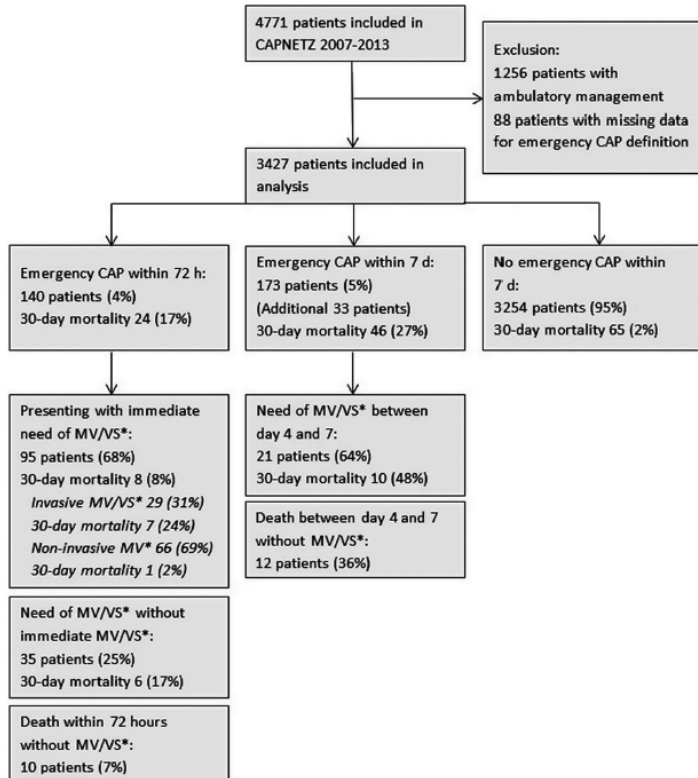 4771 patients included in
CAPNETZ 2007-2013
Exclusion:
1256 patients with
ambulatory management
88 patients with missing data
for emergency CAP definition
3427 patients included in
analysis
Emergency CAP within 72 h:
140 patients (4%)
30-day mortality 24 (17%)
Emergency CAP within 7 d:
173 patients (5%)
(Additional 33 patients)
30-day mortality 46 (27%)
No emergency CAP within
7 d:
3254 patients (95%)
30-day mortality 65 (2%)
Presenting with immediate
need of MV/VS*:
95 patients (68%)
30-day mortality 8 (8%)
Invasive MV/VS* 29 (31%)
30-day mortality 7 (24%)
Non-invasive MV* 66 (69%)
30-day mortality 1 (2%)
Need of MV/VS* between
day 4 and 7:
21 patients (64%)
30-day mortality 10 (48%)
Death between day 4 and 7
without MV/VS*:
12 patients (36%)
Need of MV/VS* without
immediate MV/VS*:
35 patients (25%)
30-day mortality 6 (17%)
Death within 72 hours
without MV/VS*:
10 patients (7%)